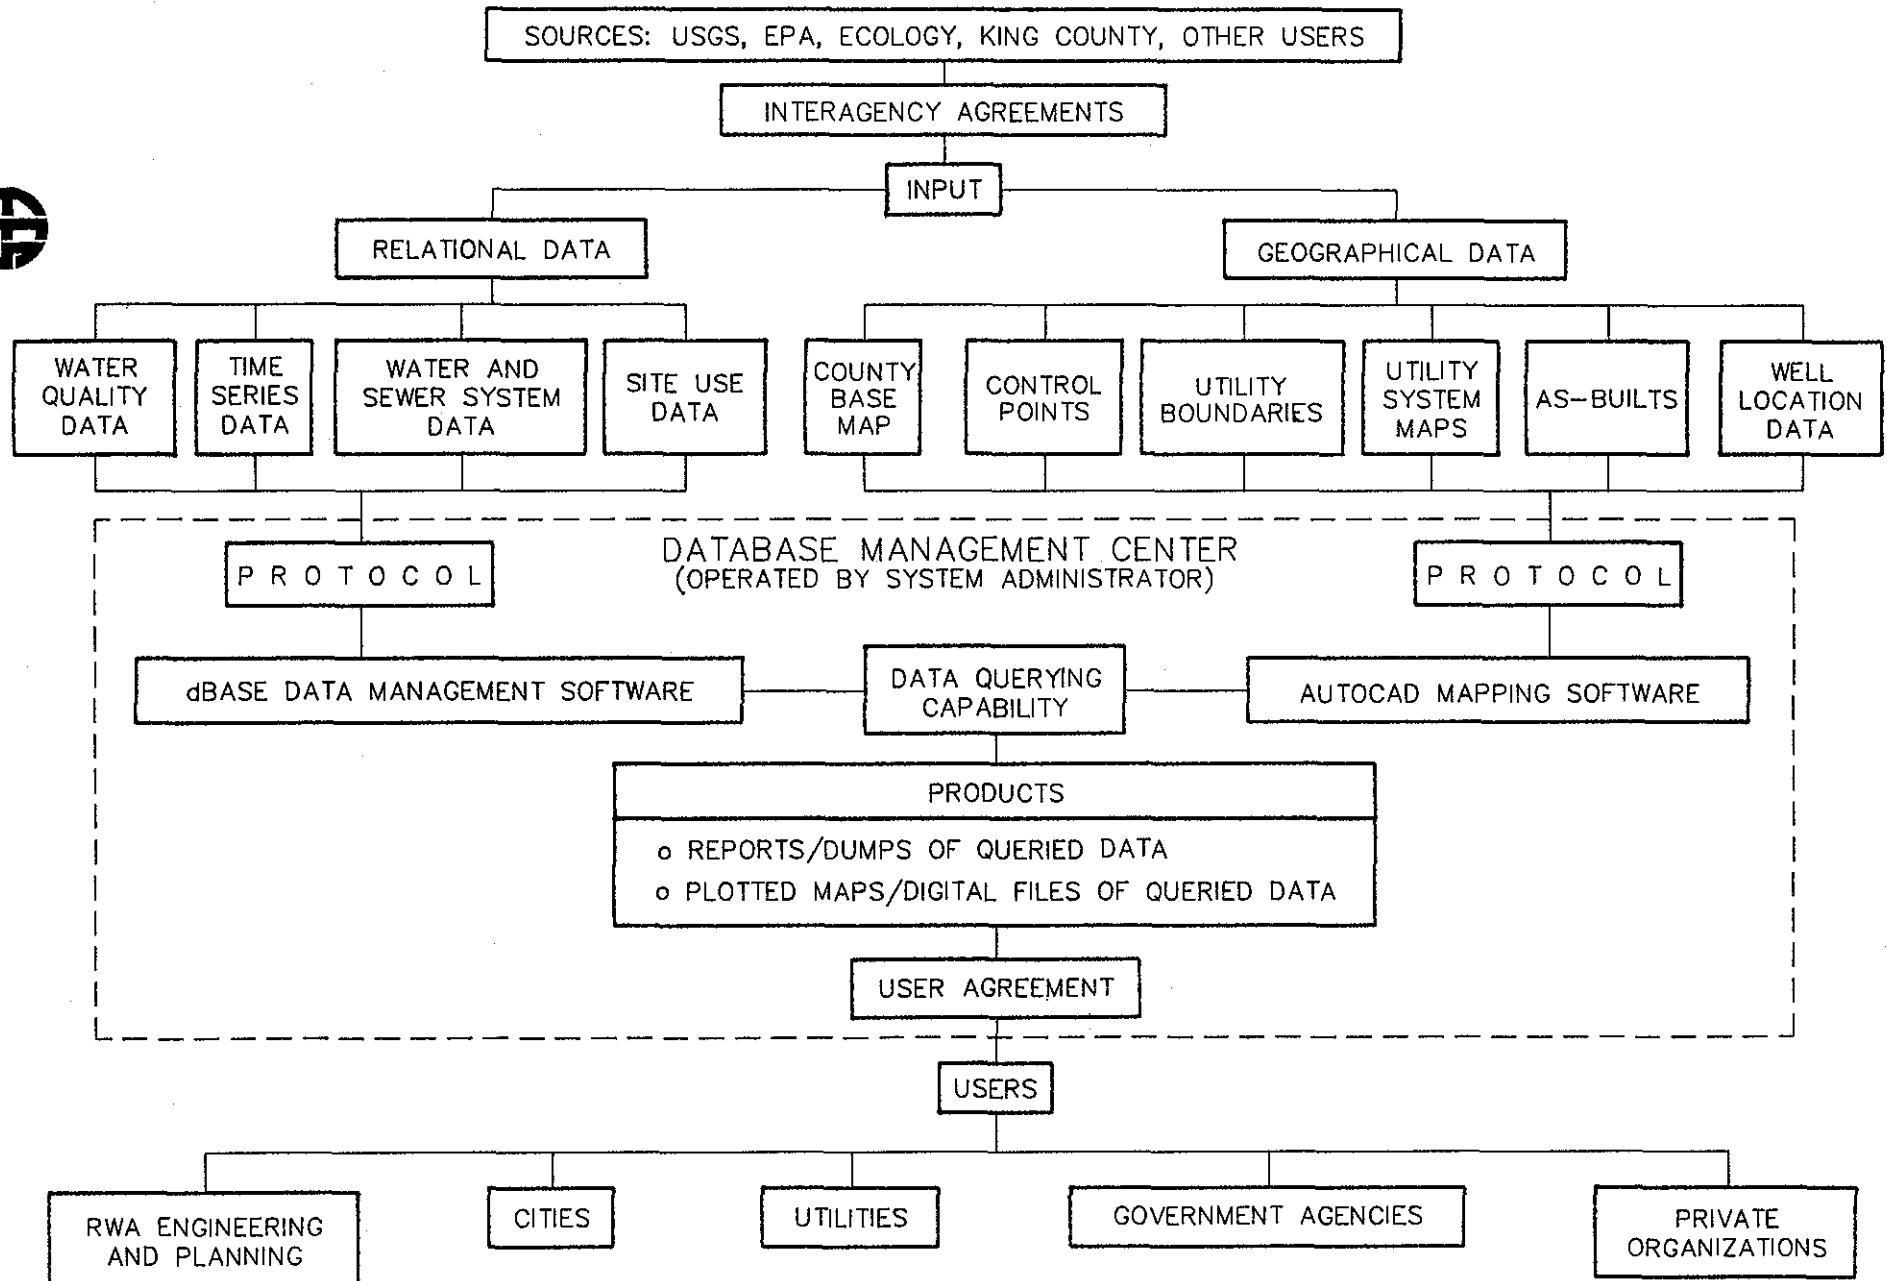 SOURCES: USGS, EPA, ECOLOGY, KING COUNTY, OTHER USERS
INTERAGENCY AGREEMENTS
INPUT
RELATIONAL DATA
GEOGRAPHICAL DATA
WATER
QUALITY
DATA
TIME
SERIES
DATA
WATER AND
SEWER SYSTEM
DATA
SITE USE
DATA
COUNTY
BASE
MAP
CONTROL
POINTS
UTILITY
BOUNDARIES
UTILITY
SYSTEM
MAPS
AS-BUILTS
WELL
LOCATION
DATA
DATABASE MANAGEMENT CENTER
(OPERATED BY SYSTEM ADMINISTRATOR)
P R O T O C O L
P R O T O C O L
dBASE DATA MANAGEMENT SOFTWARE
DATA QUERYING
CAPABILITY
AUTOCAD MAPPING SOFTWARE
PRODUCTS
o REPORTS/DUMPS OF QUERIED DATA
o PLOTTED MAPS/DIGITAL FILES OF QUERIED DATA
USER AGREEMENT
USERS
RWA ENGINEERING
AND PLANNING
CITIES
UTILITIES
GOVERNMENT AGENCIES
PRIVATE
ORGANIZATIONS